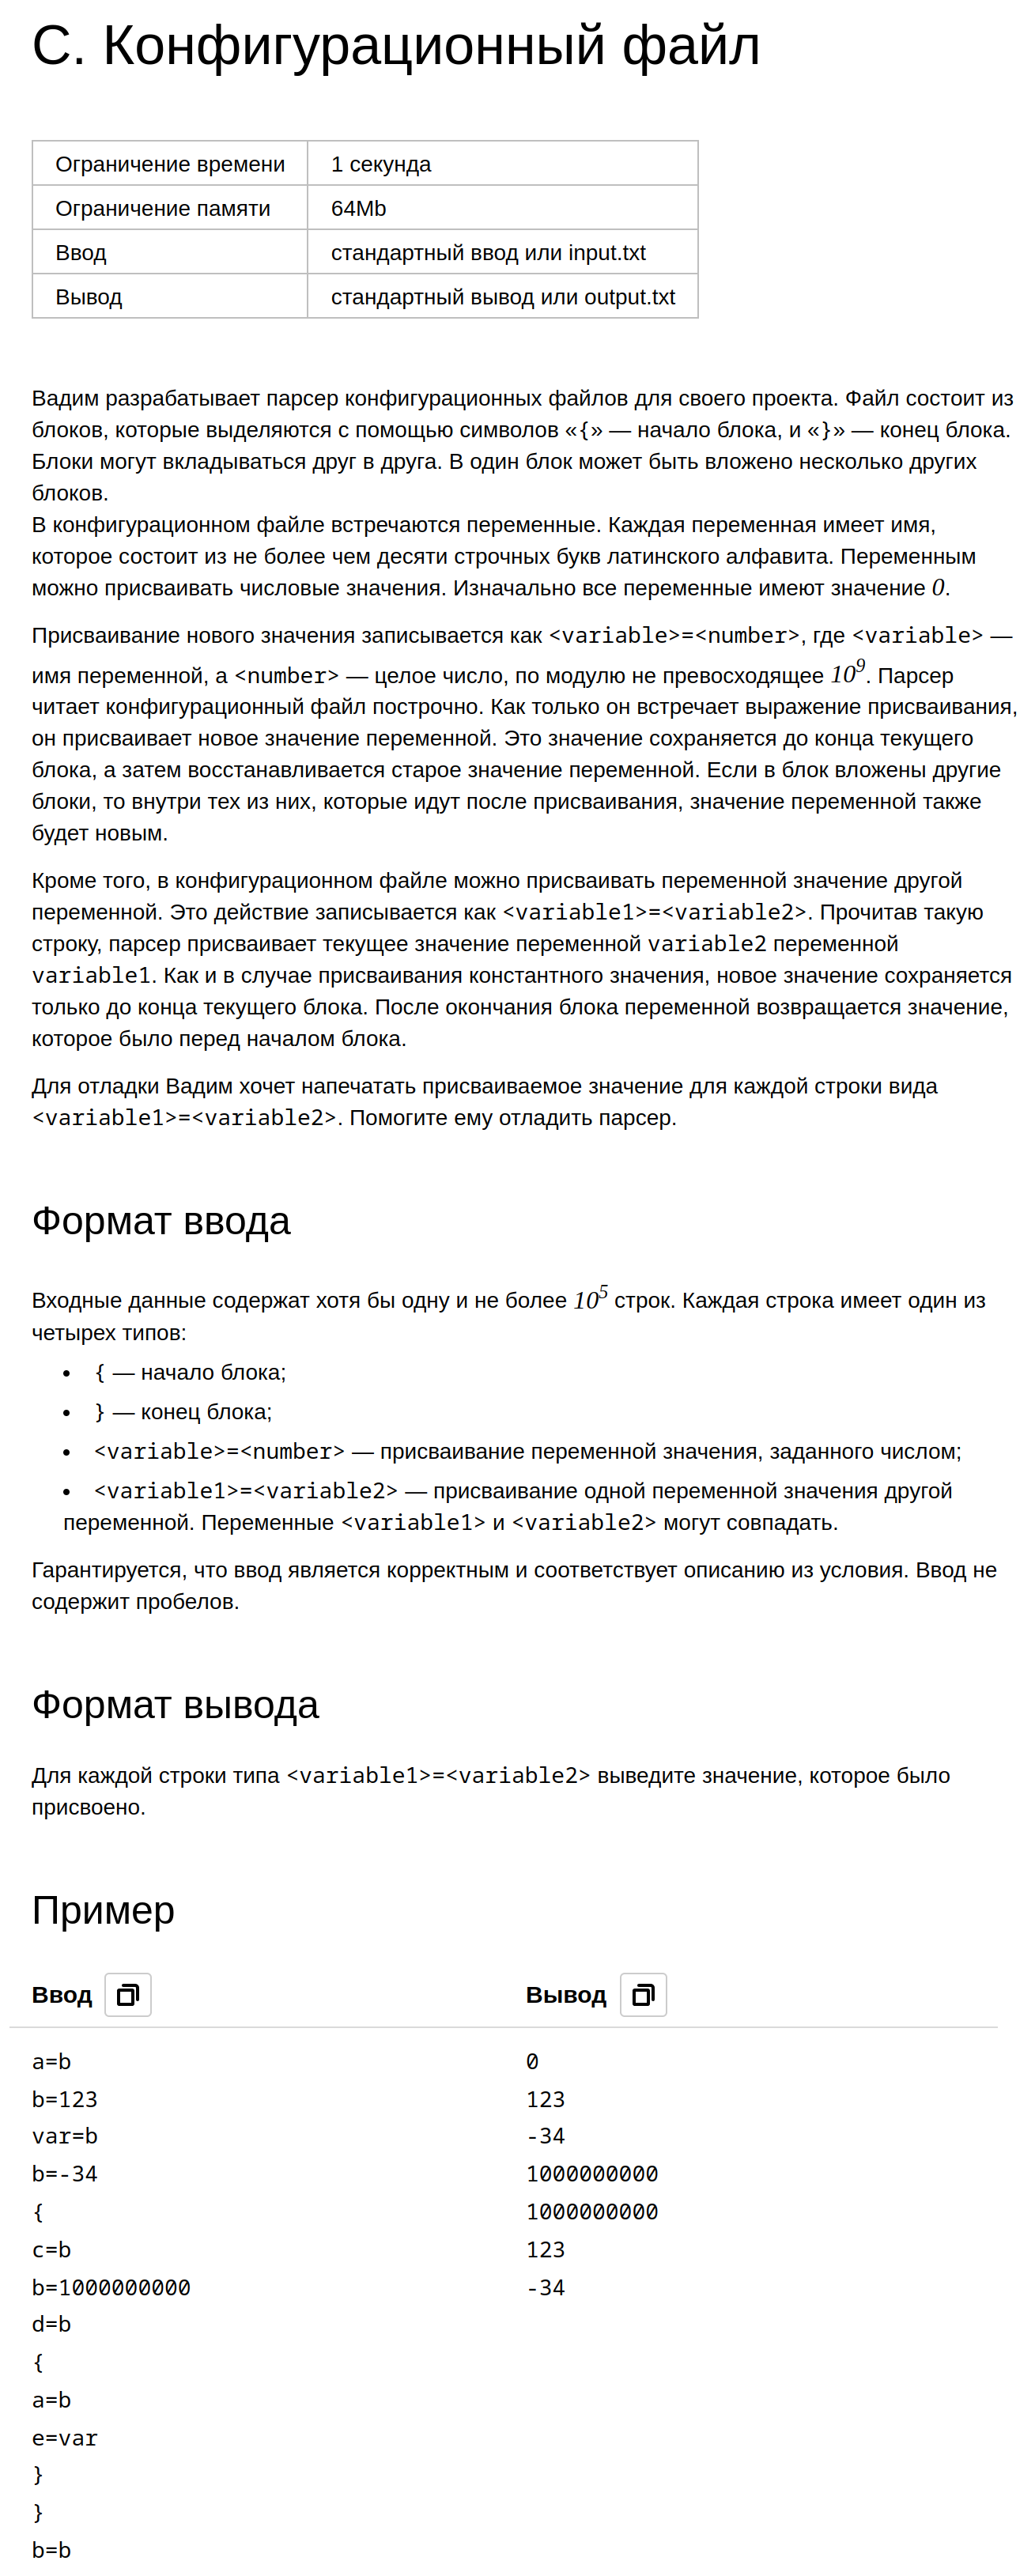 C. Конфигурационный файл
Ограничение времени 1 секунда
Ограничение памяти 64Mb
Ввод стандартный ввод или input.txt
Вывод стандартный вывод или output.txt
Вадим разрабатывает парсер конфигурационных файлов для своего проекта. Файл состоит из
блоков, которые выделяются с помощью символов «{» — начало блока, и «}» — конец блока.
Блоки могут вкладываться друг в друга. В один блок может быть вложено несколько других
блоков.
В конфигурационном файле встречаются переменные. Каждая переменная имеет имя,
которое состоит из не более чем десяти строчных букв латинского алфавита. Переменным
можно присваивать числовые значения. Изначально все переменные имеют значение 0.
Присваивание нового значения записывается как <variable>=<number>, где <variable> —
имя переменной, а <number> — целое число, по модулю не превосходящее 10⁹. Парсер
читает конфигурационный файл построчно. Как только он встречает выражение присваивания,
он присваивает новое значение переменной. Это значение сохраняется до конца текущего
блока, а затем восстанавливается старое значение переменной. Если в блок вложены другие
блоки, то внутри тех из них, которые идут после присваивания, значение переменной также
будет новым.
Кроме того, в конфигурационном файле можно присваивать переменной значение другой
переменной. Это действие записывается как <variable1>=<variable2>. Прочитав такую
строку, парсер присваивает текущее значение переменной variable2 переменной
variable1. Как и в случае присваивания константного значения, новое значение сохраняется
только до конца текущего блока. После окончания блока переменной возвращается значение,
которое было перед началом блока.
Для отладки Вадим хочет напечатать присваиваемое значение для каждой строки вида
<variable1>=<variable2>. Помогите ему отладить парсер.
Формат ввода
Входные данные содержат хотя бы одну и не более 10⁵ строк. Каждая строка имеет один из
четырех типов:
• { — начало блока;
• } — конец блока;
• <variable>=<number> — присваивание переменной значения, заданного числом;
• <variable1>=<variable2> — присваивание одной переменной значения другой
переменной. Переменные <variable1> и <variable2> могут совпадать.
Гарантируется, что ввод является корректным и соответствует описанию из условия. Ввод не
содержит пробелов.
Формат вывода
Для каждой строки типа <variable1>=<variable2> выведите значение, которое было
присвоено.
Пример
Ввод Вывод
a=b 0
b=123 123
var=b -34
b=-34 1000000000
{ 1000000000
c=b 123
b=1000000000 -34
d=b
{
a=b
e=var
}
}
b=b